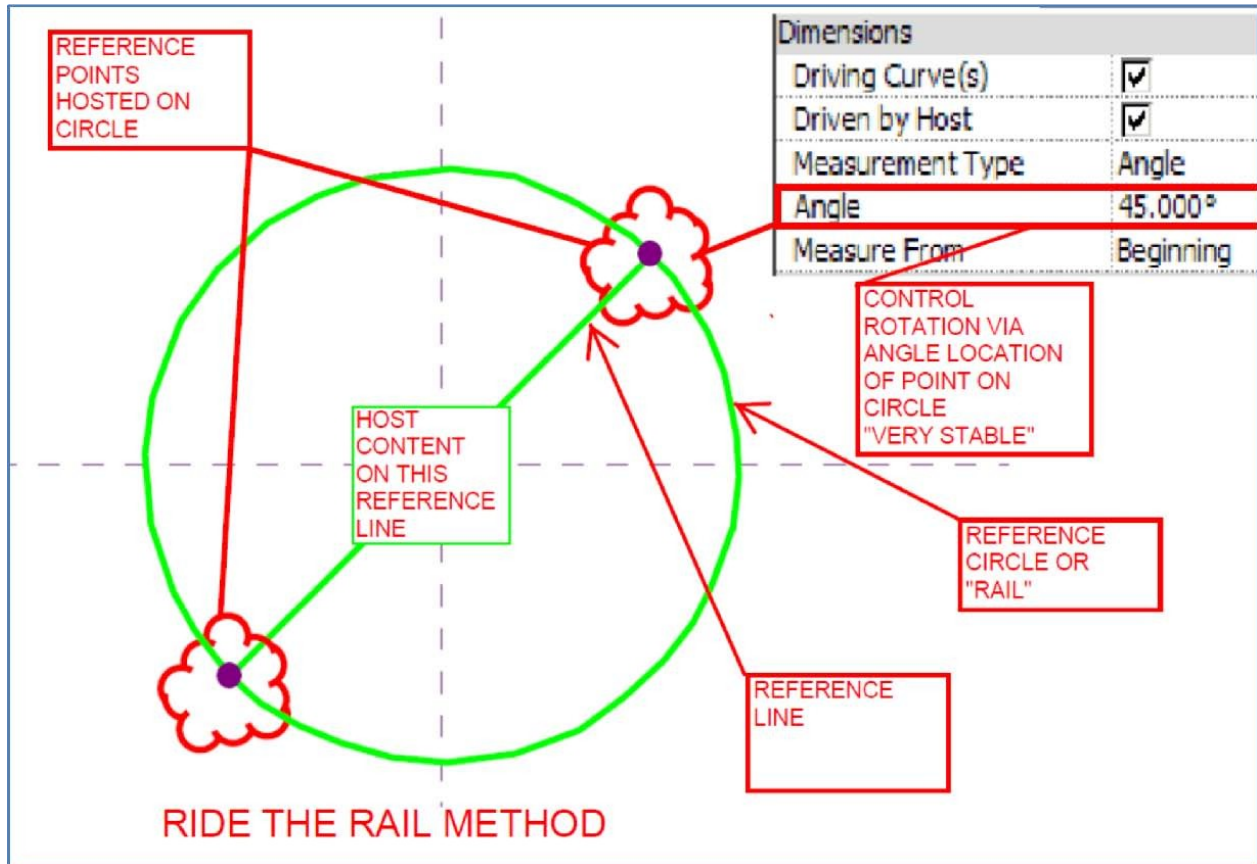 REFERENCE
POINTS
HOSTED ON
CIRCLE
Dimensions
Driving Curve(s)
Driven by Host
Measurement Type Angle
Angle 45.000°
Measure From Beginning
CONTROL
ROTATION VIA
ANGLE LOCATION
OF POINT ON
CIRCLE
"VERY STABLE"
HOST
CONTENT
ON THIS
REFERENCE
LINE
REFERENCE
CIRCLE OR
"RAIL"
REFERENCE
LINE
RIDE THE RAIL METHOD